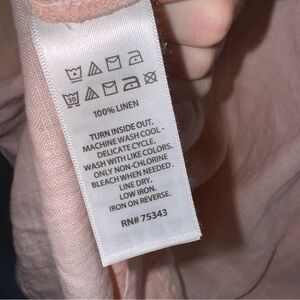 30
100% LINEN
TURN INSIDE OUT.
MACHINE WASH COOL -
DELICATE CYCLE.
WASH WITH LIKE COLORS.
ONLY NON-CHLORINE
BLEACH WHEN NEEDED.
LINE DRY.
LOW IRON.
IRON ON REVERSE.
RN# 75343